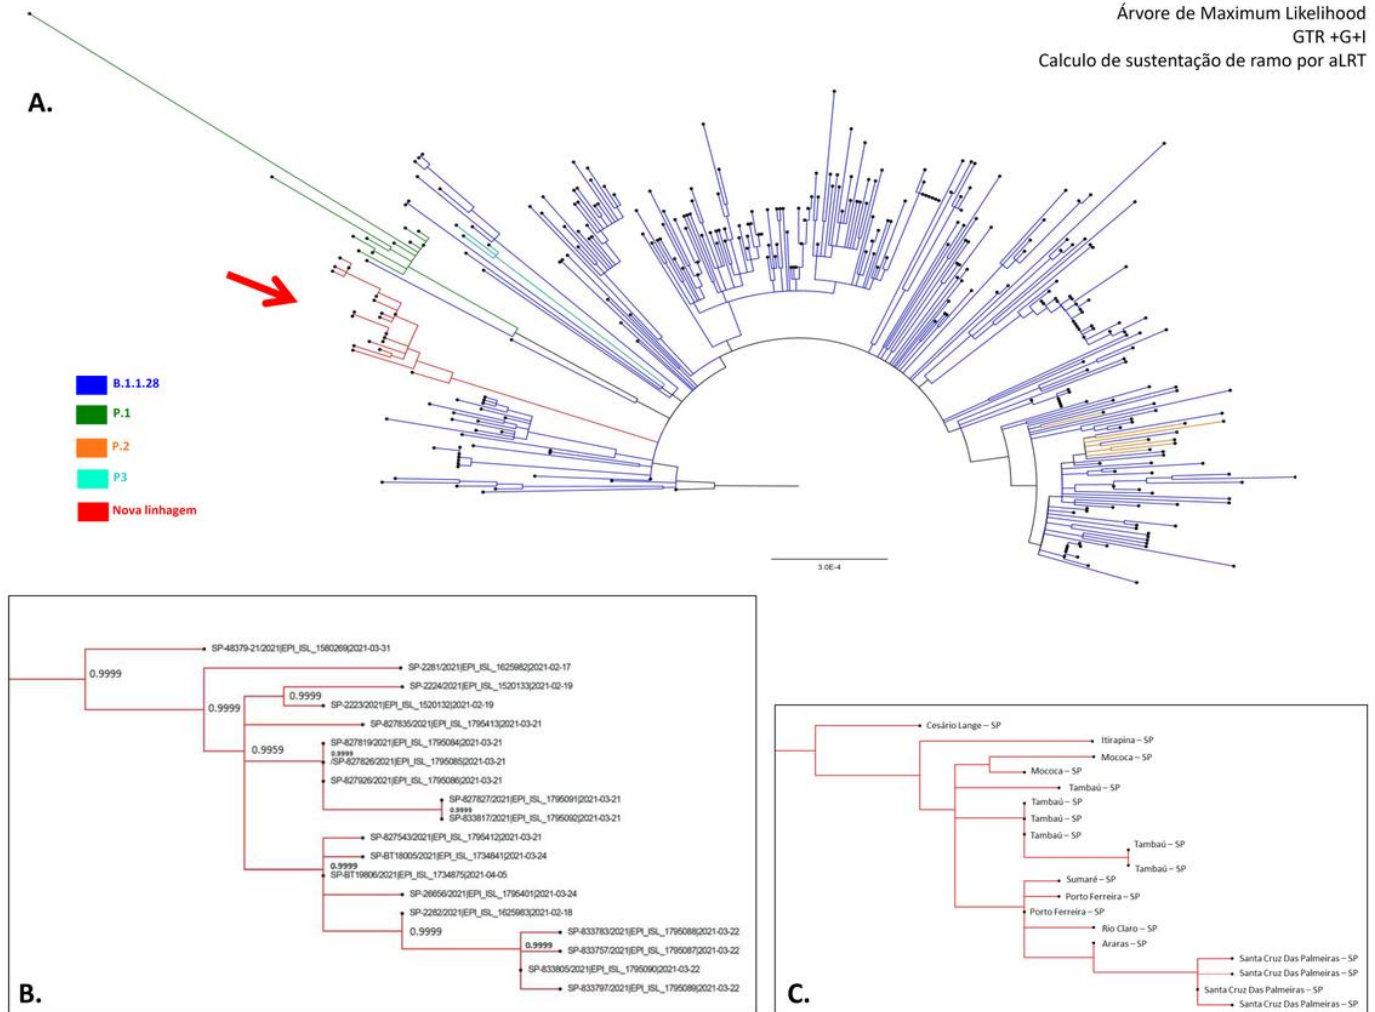 Árvore de Maximum Likelihood
GTR +G+I
Calculo de sustentação de ramo por aLRT
A.
B.1.1.28
P.1
P.2
P3
Nova linhagem
3.0E-4
SP-48379-21/2021|EPI_ISL_1580269|2021-03-31
0.9999
SP-2281/2021|EPI_ISL_1625982|2021-02-17
SP-2224/2021|EPI_ISL_1520133|2021-02-19
0.9999
0.9999
SP-2223/2021|EPI_ISL_1520132|2021-02-19
SP-827835/2021|EPI_ISL_1795413|2021-03-21
SP-827819/2021|EPI_ISL_1795084|2021-03-21
0.9959
0.9999
/SP-827826/2021|EPI_ISL_1795085|2021-03-21
SP-827926/2021|EPI_ISL_1795086|2021-03-21
SP-827827/2021|EPI_ISL_1795091|2021-03-21
0.9999
SP-833817/2021|EPI_ISL_1795092|2021-03-21
SP-827543/2021|EPI_ISL_1795412|2021-03-21
SP-BT18005/2021|EPI_ISL_1734841|2021-03-24
0.9999
SP-BT19806/2021|EPI_ISL_1734875|2021-04-05
SP-26656/2021|EPI_ISL_1795401|2021-03-24
SP-2282/2021|EPI_ISL_1625983|2021-02-18
0.9999
SP-833783/2021|EPI_ISL_1795088|2021-03-22
0.9999
SP-833757/2021|EPI_ISL_1795087|2021-03-22
SP-833805/2021|EPI_ISL_1795090|2021-03-22
SP-833797/2021|EPI_ISL_1795089|2021-03-22
B.
Cesário Lange – SP
Itirapina – SP
Mococa – SP
Mococa – SP
Tambaú – SP
Tambaú – SP
Tambaú – SP
Tambaú – SP
Tambaú – SP
Tambaú – SP
Sumaré – SP
Porto Ferreira – SP
Porto Ferreira – SP
Rio Claro – SP
Araras – SP
Santa Cruz Das Palmeiras – SP
Santa Cruz Das Palmeiras – SP
Santa Cruz Das Palmeiras – SP
Santa Cruz Das Palmeiras – SP
C.